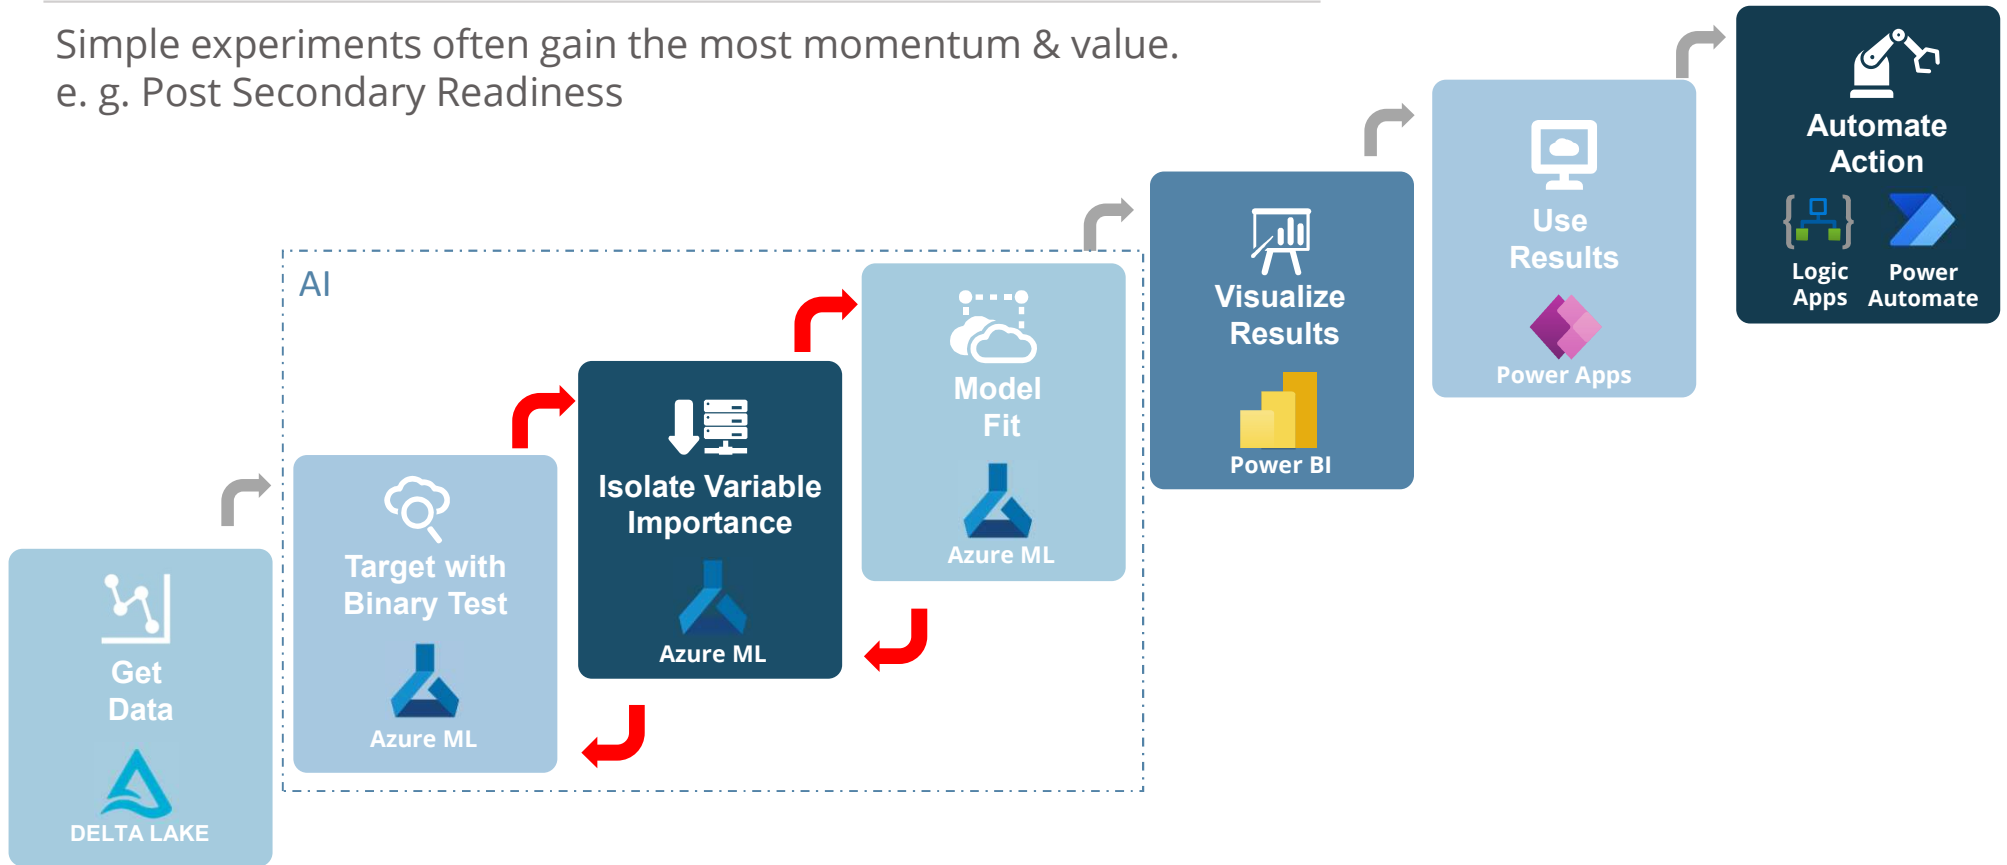 Simple experiments often gain the most momentum & value.
e. g. Post Secondary Readiness
AI
Get
Data
DELTA LAKE
Target with
Binary Test
Azure ML
Isolate Variable
Importance
Azure ML
Model
Fit
Azure ML
Visualize
Results
Power BI
Use
Results
Power Apps
Automate
Action
Logic
Apps
Power
Automate